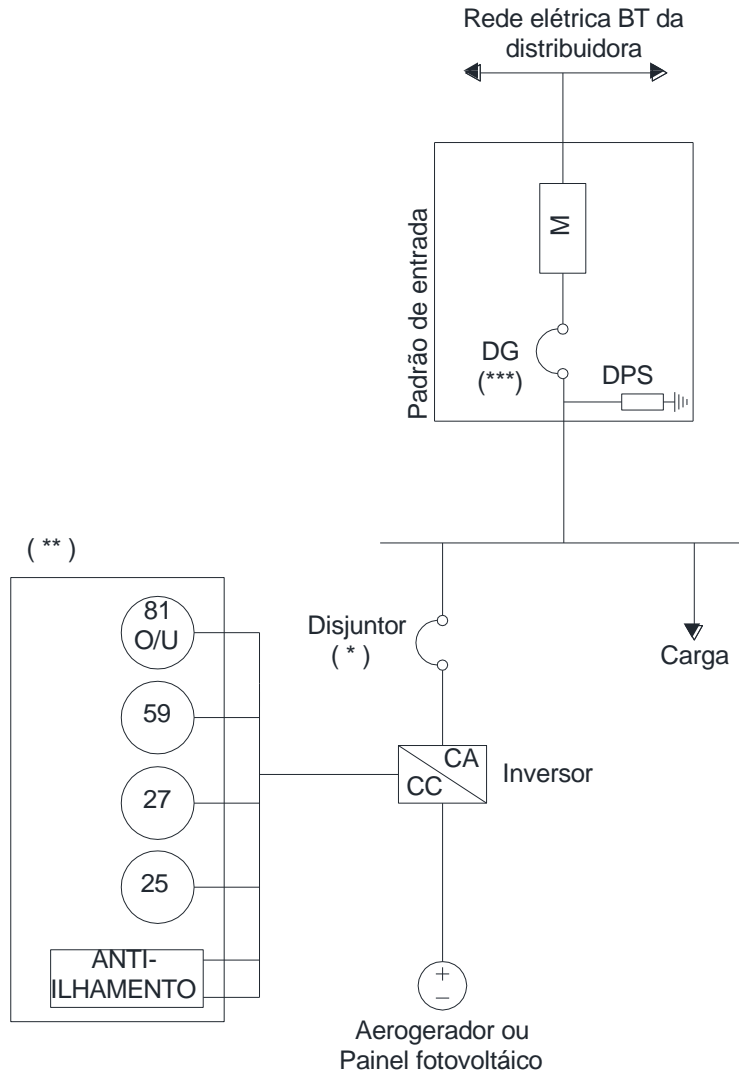 Rede elétrica BT da
distribuidora
Padrão de entrada
M
DG
(***)
DPS
( ** )
81
O/U
59
27
25
ANTI-
ILHAMENTO
Disjuntor
( * )
Carga
CA
CC
Inversor
+
−
Aerogerador ou
Painel fotovoltáico